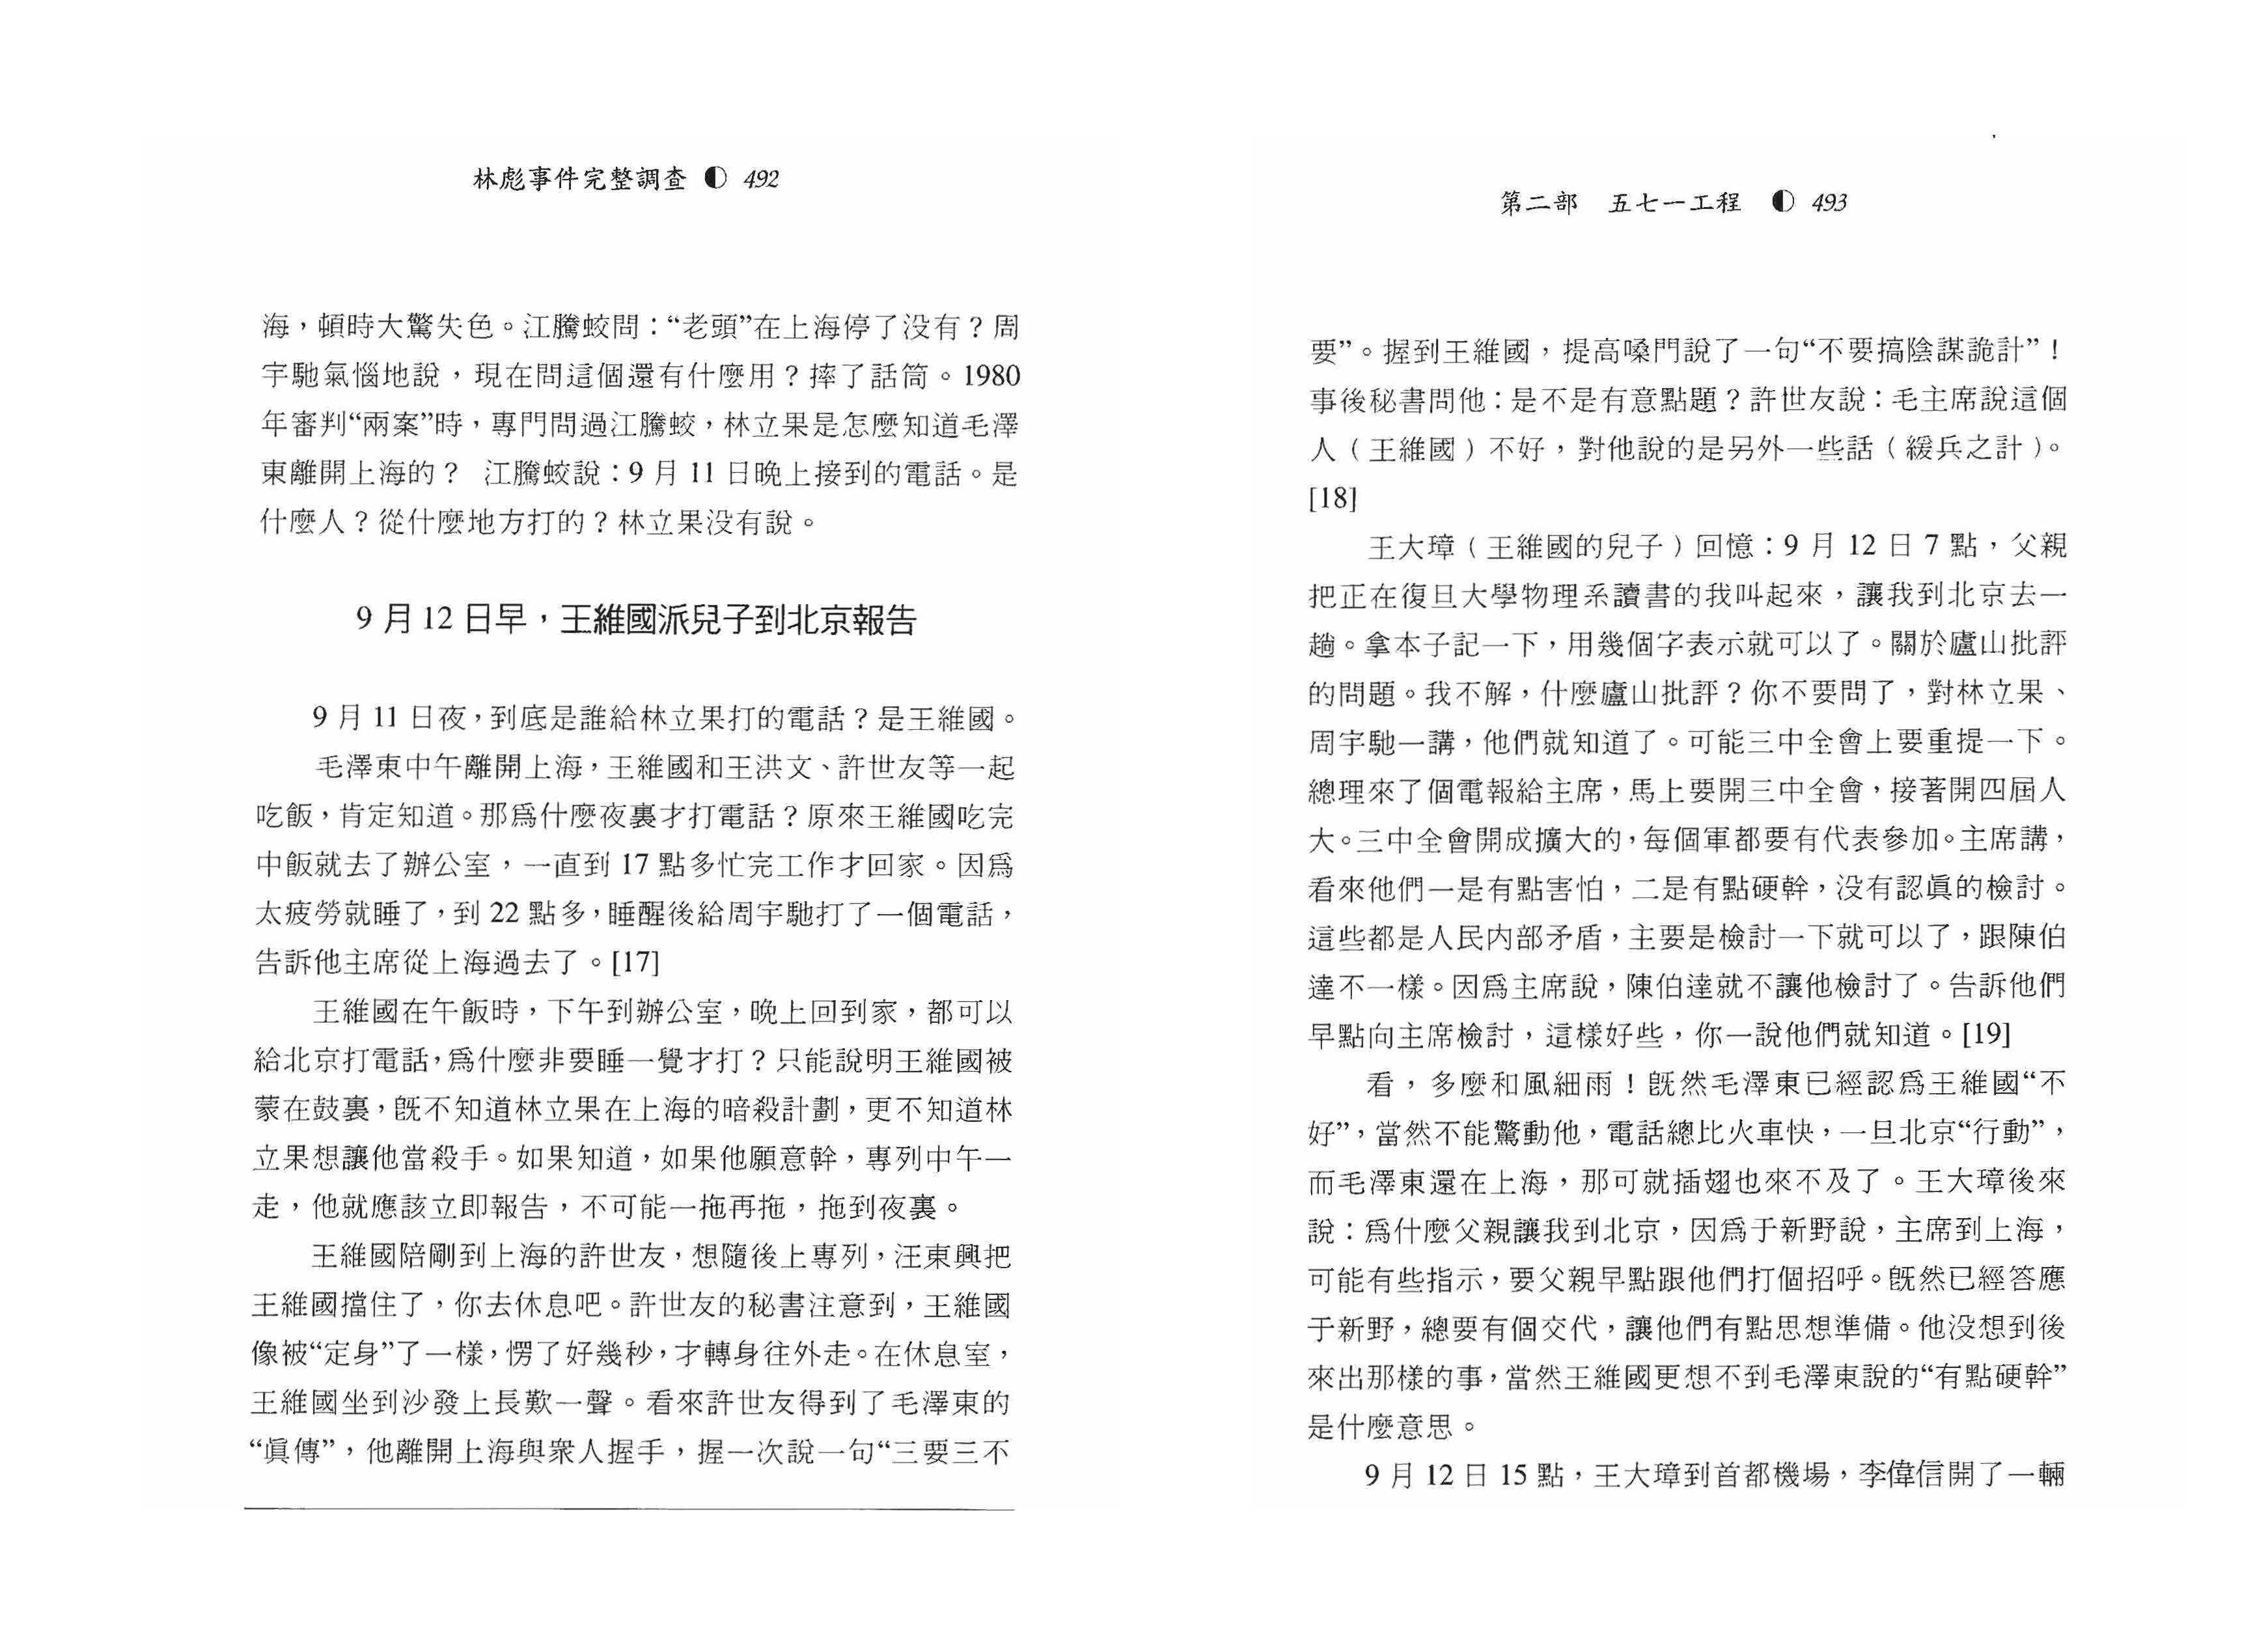 林彪事件完整調查 ◐ 492
海，頓時大驚失色。江騰蛟問：“老頭”在上海停了没有？周
宇馳氣惱地說，現在問這個還有什麼用？摔了話筒。1980
年審判“兩案”時，專門問過江騰蛟，林立果是怎麼知道毛澤
東離開上海的？ 江騰蛟說：9 月 11 日晚上接到的電話。是
什麼人？從什麼地方打的？林立果没有說。
9 月 12 日早，王維國派兒子到北京報告
9 月 11 日夜，到底是誰給林立果打的電話？是王維國。
毛澤東中午離開上海，王維國和王洪文、許世友等一起
吃飯，肯定知道。那爲什麼夜裏才打電話？原來王維國吃完
中飯就去了辦公室，一直到 17 點多忙完工作才回家。因爲
太疲勞就睡了，到 22 點多，睡醒後給周宇馳打了一個電話，
告訴他主席從上海過去了。[17]
王維國在午飯時，下午到辦公室，晚上回到家，都可以
給北京打電話，爲什麼非要睡一覺才打？只能說明王維國被
蒙在鼓裏，旣不知道林立果在上海的暗殺計劃，更不知道林
立果想讓他當殺手。如果知道，如果他願意幹，專列中午一
走，他就應該立即報告，不可能一拖再拖，拖到夜裏。
王維國陪剛到上海的許世友，想隨後上專列，汪東興把
王維國擋住了，你去休息吧。許世友的秘書注意到，王維國
像被“定身”了一樣，愣了好幾秒，才轉身往外走。在休息室，
王維國坐到沙發上長歎一聲。看來許世友得到了毛澤東的
“眞傳”，他離開上海與衆人握手，握一次說一句“三要三不
第二部　五七一工程 ◐ 493
要”。握到王維國，提高嗓門說了一句“不要搞陰謀詭計”！
事後秘書問他：是不是有意點題？許世友說：毛主席說這個
人（王維國）不好，對他說的是另外一些話（緩兵之計）。
[18]
王大璋（王維國的兒子）回憶：9 月 12 日 7 點，父親
把正在復旦大學物理系讀書的我叫起來，讓我到北京去一
趟。拿本子記一下，用幾個字表示就可以了。關於廬山批評
的問題。我不解，什麼廬山批評？你不要問了，對林立果、
周宇馳一講，他們就知道了。可能三中全會上要重提一下。
總理來了個電報給主席，馬上要開三中全會，接著開四屆人
大。三中全會開成擴大的，每個軍都要有代表參加。主席講，
看來他們一是有點害怕，二是有點硬幹，没有認眞的檢討。
這些都是人民内部矛盾，主要是檢討一下就可以了，跟陳伯
達不一樣。因爲主席說，陳伯達就不讓他檢討了。告訴他們
早點向主席檢討，這樣好些，你一說他們就知道。[19]
看，多麼和風細雨！旣然毛澤東已經認爲王維國“不
好”，當然不能驚動他，電話總比火車快，一旦北京“行動”，
而毛澤東還在上海，那可就插翅也來不及了。王大璋後來
說：爲什麼父親讓我到北京，因爲于新野說，主席到上海，
可能有些指示，要父親早點跟他們打個招呼。旣然已經答應
于新野，總要有個交代，讓他們有點思想準備。他没想到後
來出那樣的事，當然王維國更想不到毛澤東說的“有點硬幹”
是什麼意思。
9 月 12 日 15 點，王大璋到首都機場，李偉信開了一輛